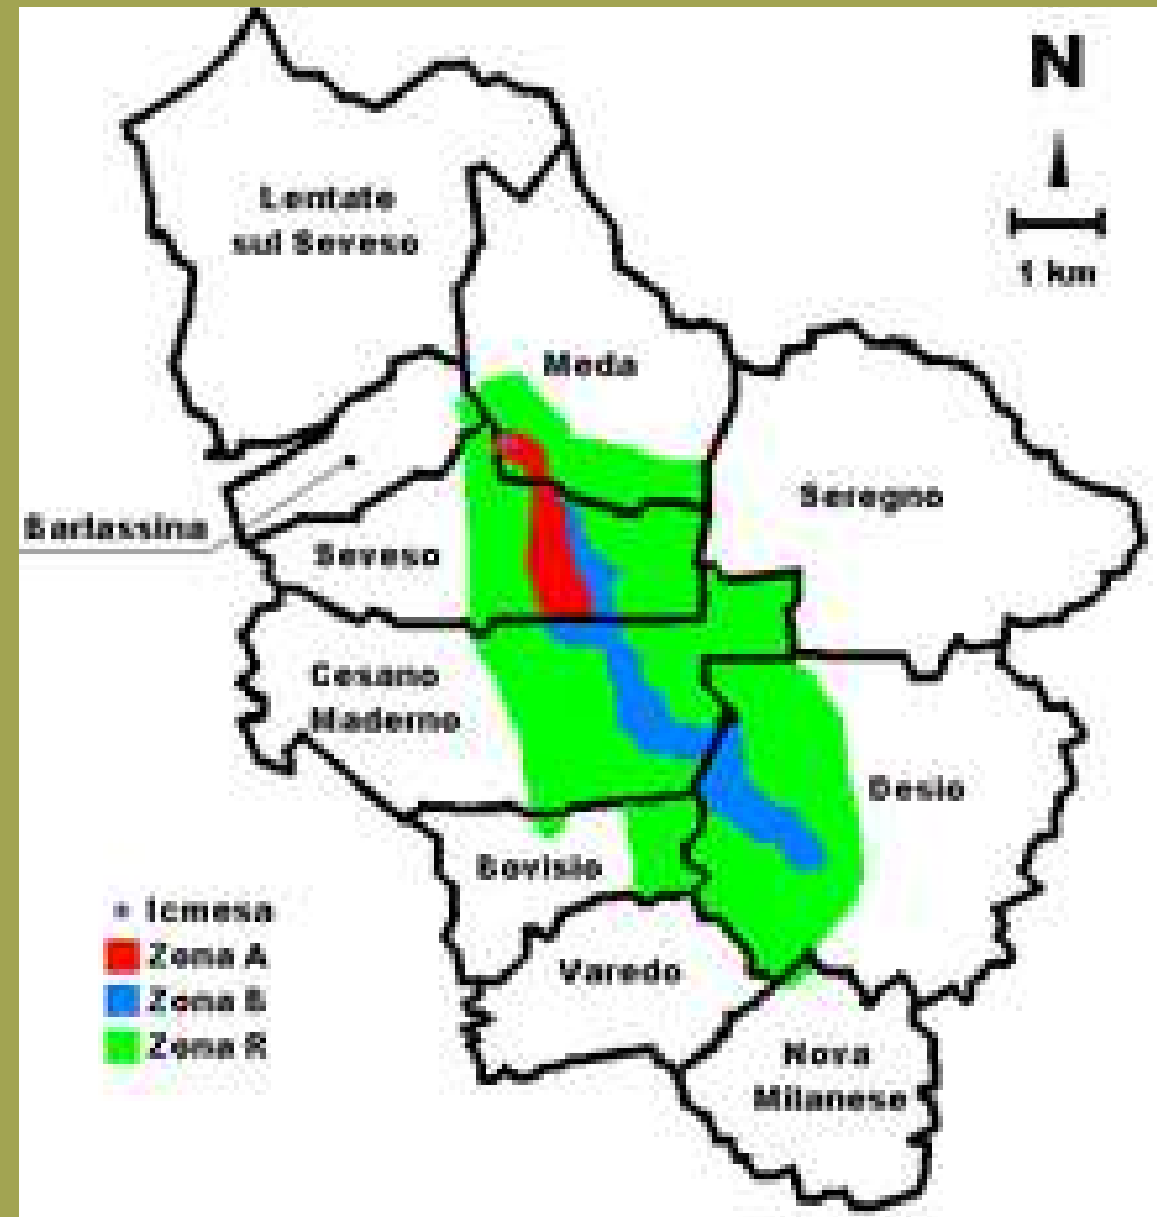 N
1 km
Lentate
sul Seveso
Meda
Seregno
Barlassina
Seveso
Cesano
Maderno
Desio
Bovisio
Varedo
Nova
Milanese
Icmesa
Zona A
Zona B
Zona R